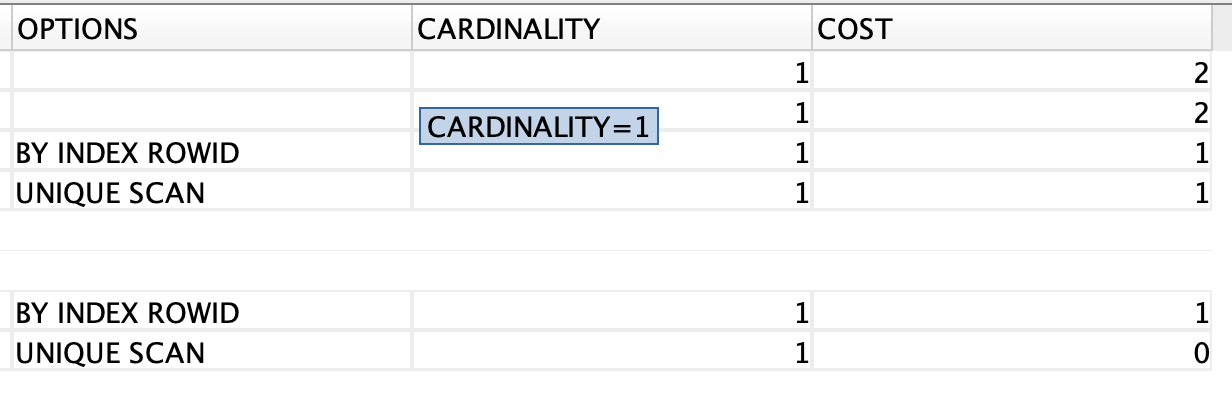 OPTIONS CARDINALITY COST
1 2
1 2
CARDINALITY=1
BY INDEX ROWID 1 1
UNIQUE SCAN 1 1
BY INDEX ROWID 1 1
UNIQUE SCAN 1 0